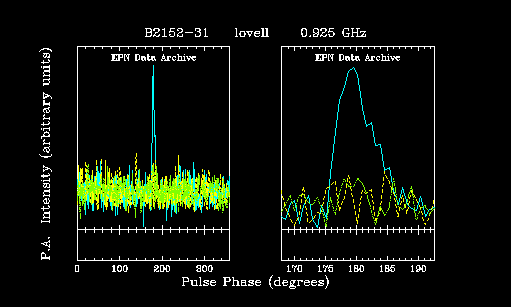 B2152-31 lovell 0.925 GHz
EPN Data Archive EPN Data Archive
P.A. Intensity (arbitrary units)
0 100 200 300 170 175 180 185 190
Pulse Phase (degrees)